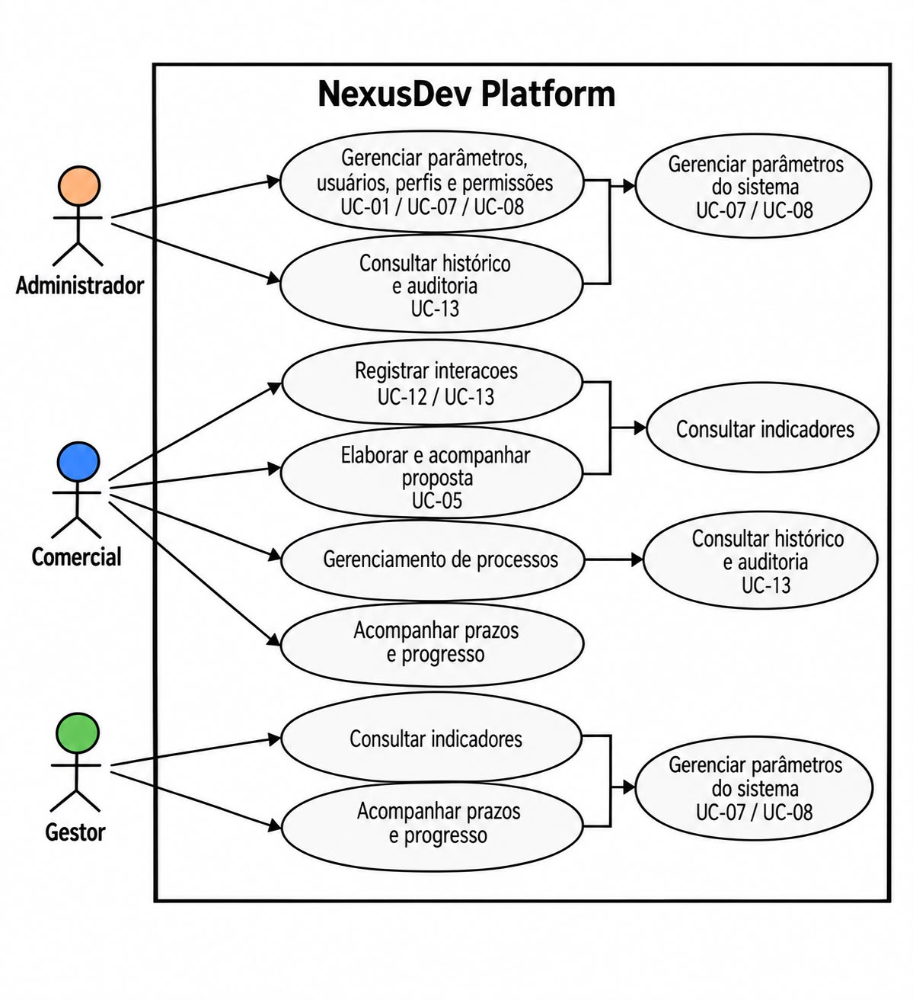 NexusDev Platform
Gerenciar parâmetros,
usuários, perfis e permissões
UC-01 / UC-07 / UC-08
Gerenciar parâmetros
do sistema
UC-07 / UC-08
Administrador
Consultar histórico
e auditoria
UC-13
Registrar interacoes
UC-12 / UC-13
Consultar indicadores
Elaborar e acompanhar
proposta
UC-05
Comercial
Gerenciamento de processos
Consultar histórico
e auditoria
UC-13
Acompanhar prazos
e progresso
Consultar indicadores
Gerenciar parâmetros
do sistema
UC-07 / UC-08
Gestor
Acompanhar prazos
e progresso